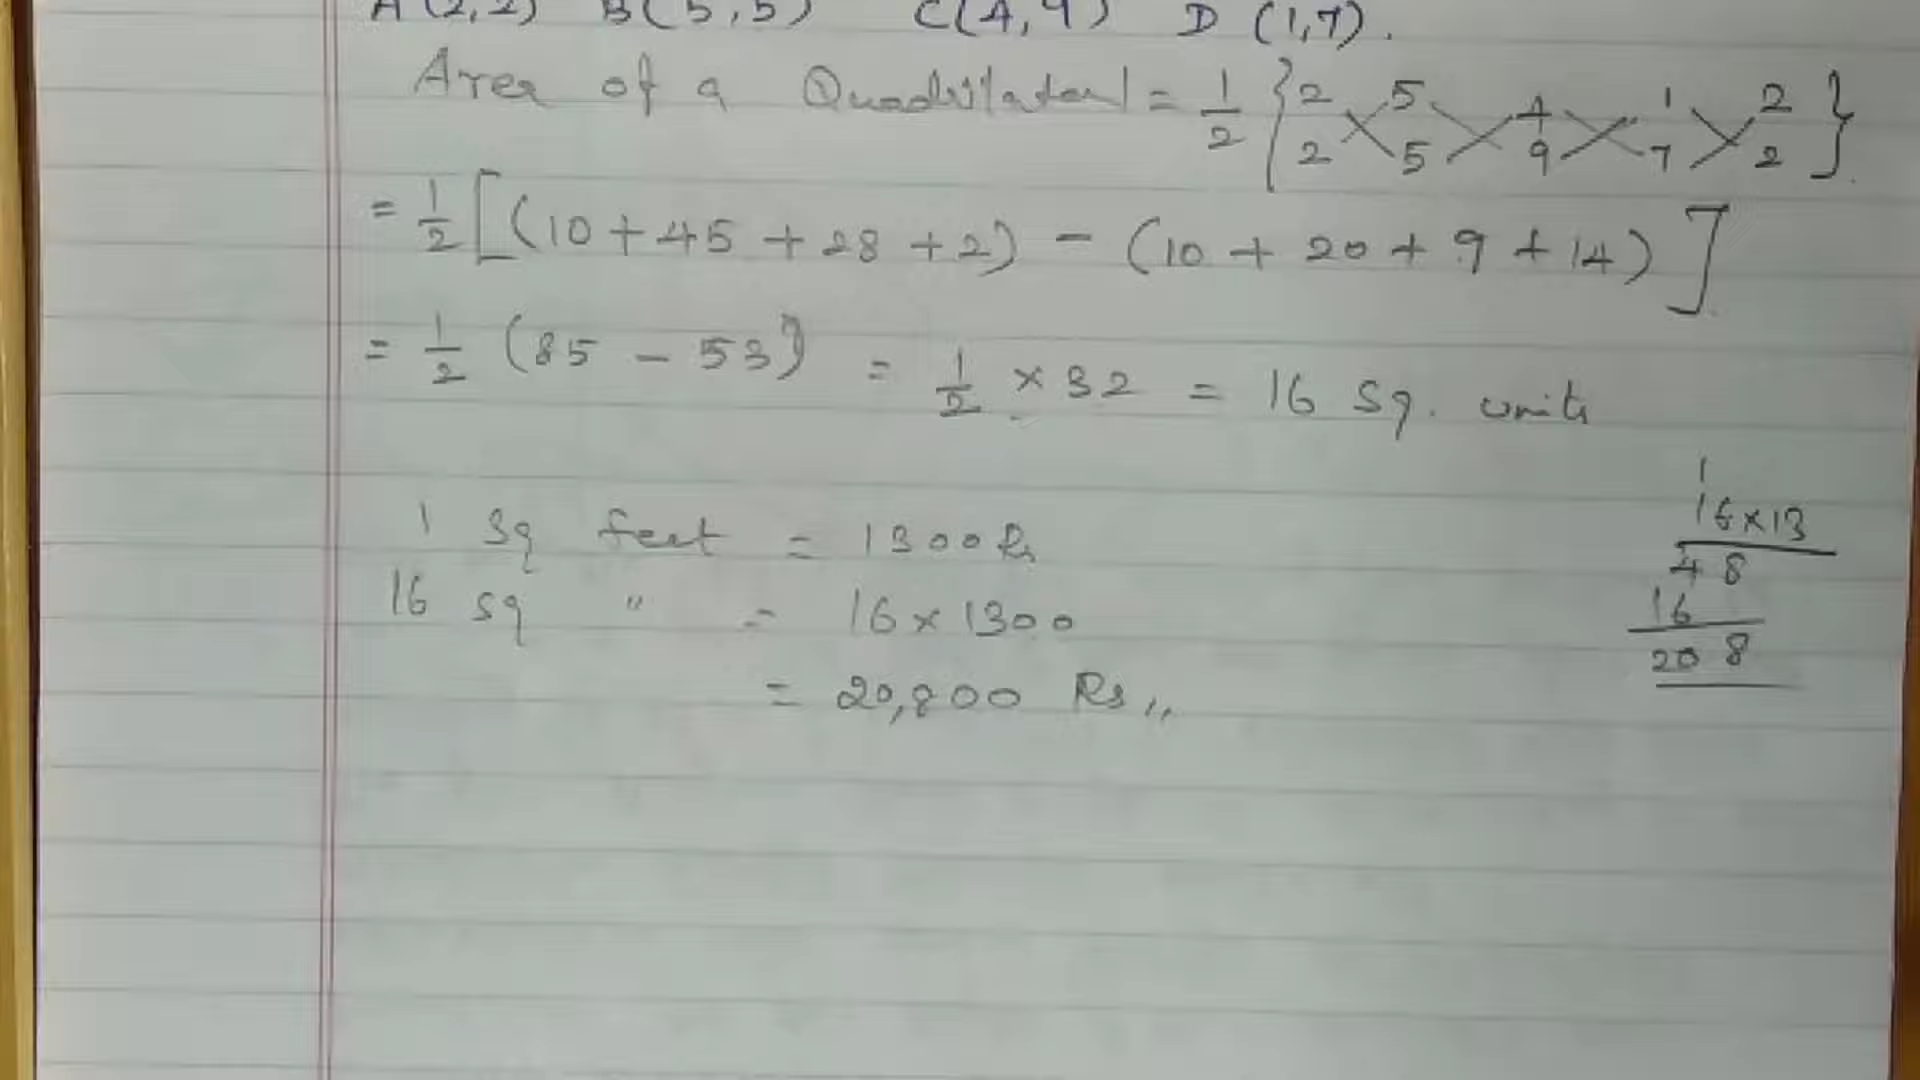 A (2,2) B(5,5) C(4,9) D (1,7).
Area of a Quadrilateral = 1/2 { 2 5 4 1 2 }
2 5 9 7 2
= 1/2 [(10 + 45 + 28 + 2) - (10 + 20 + 9 + 14)]
= 1/2 (85 - 53) = 1/2 × 32 = 16 sq. units
1 sq feet = 1300 Rs
16 sq " = 16 × 1300
= 20,800 Rs,,
1
16×13
48
16
208